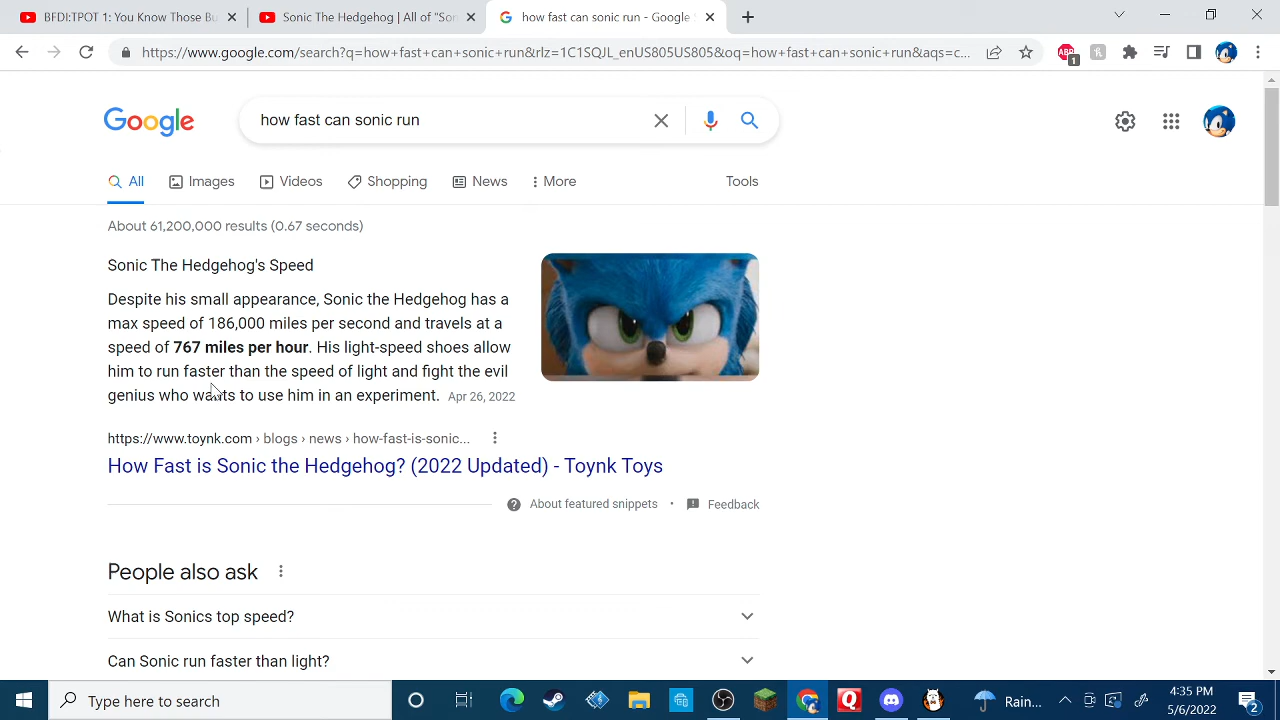 BFDI:TPOT 1: You Know Those Bu
Sonic The Hedgehog | All of "So
how fast can sonic run - Google
https://www.google.com/search?q=how+fast+can+sonic+run&rlz=1C1SQJL_enUS805US805&oq=how+fast+can+sonic+run&aqs=c...
ABP
1
Google
how fast can sonic run
All
Images
Videos
Shopping
News
More
Tools
About 61,200,000 results (0.67 seconds)
Sonic The Hedgehog's Speed
Despite his small appearance, Sonic the Hedgehog has a
max speed of 186,000 miles per second and travels at a
speed of 767 miles per hour. His light-speed shoes allow
him to run faster than the speed of light and fight the evil
genius who wants to use him in an experiment. Apr 26, 2022
https://www.toynk.com › blogs › news › how-fast-is-sonic...
How Fast is Sonic the Hedgehog? (2022 Updated) - Toynk Toys
About featured snippets • Feedback
People also ask
What is Sonics top speed?
Can Sonic run faster than light?
Type here to search
Rain...
4:35 PM
5/6/2022
2